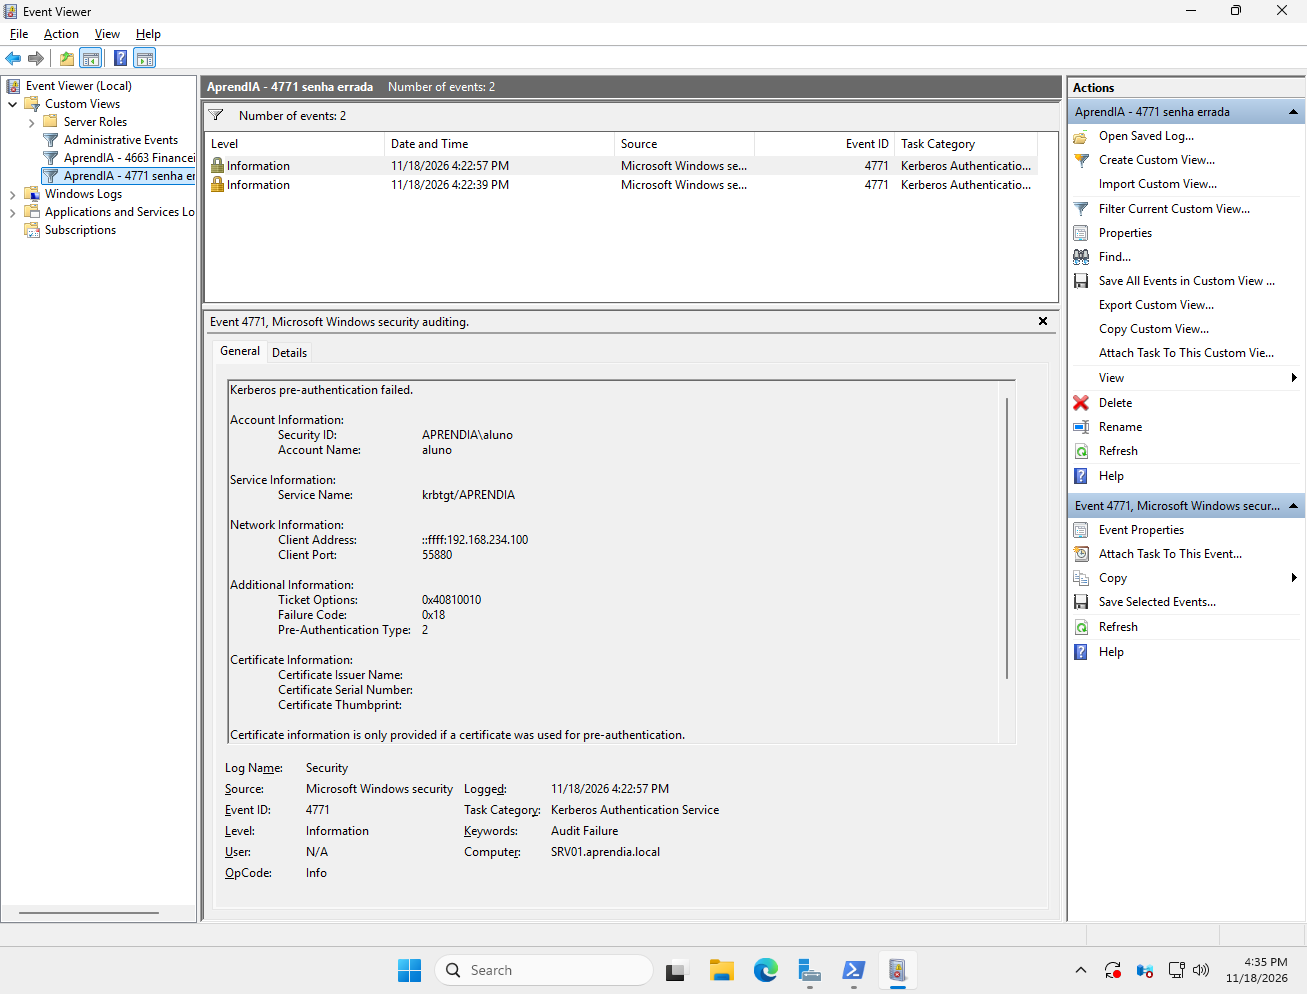 Event Viewer
File Action View Help
Event Viewer (Local)
Custom Views
Server Roles
Administrative Events
AprendIA - 4663 Financei
AprendIA - 4771 senha er
Windows Logs
Applications and Services Lo
Subscriptions
AprendIA - 4771 senha errada Number of events: 2
Number of events: 2
Level Date and Time Source Event ID Task Category
Information 11/18/2026 4:22:57 PM Microsoft Windows se... 4771 Kerberos Authenticatio...
Information 11/18/2026 4:22:39 PM Microsoft Windows se... 4771 Kerberos Authenticatio...
Event 4771, Microsoft Windows security auditing.
General Details
Kerberos pre-authentication failed.
Account Information:
Security ID: APRENDIA\aluno
Account Name: aluno
Service Information:
Service Name: krbtgt/APRENDIA
Network Information:
Client Address: ::ffff:192.168.234.100
Client Port: 55880
Additional Information:
Ticket Options: 0x40810010
Failure Code: 0x18
Pre-Authentication Type: 2
Certificate Information:
Certificate Issuer Name:
Certificate Serial Number:
Certificate Thumbprint:
Certificate information is only provided if a certificate was used for pre-authentication.
Log Name: Security
Source: Microsoft Windows security Logged: 11/18/2026 4:22:57 PM
Event ID: 4771 Task Category: Kerberos Authentication Service
Level: Information Keywords: Audit Failure
User: N/A Computer: SRV01.aprendia.local
OpCode: Info
Actions
AprendIA - 4771 senha errada
Open Saved Log...
Create Custom View...
Import Custom View...
Filter Current Custom View...
Properties
Find...
Save All Events in Custom View ...
Export Custom View...
Copy Custom View...
Attach Task To This Custom Vie...
View
Delete
Rename
Refresh
Help
Event 4771, Microsoft Windows secur...
Event Properties
Attach Task To This Event...
Copy
Save Selected Events...
Refresh
Help
Search
4:35 PM
11/18/2026